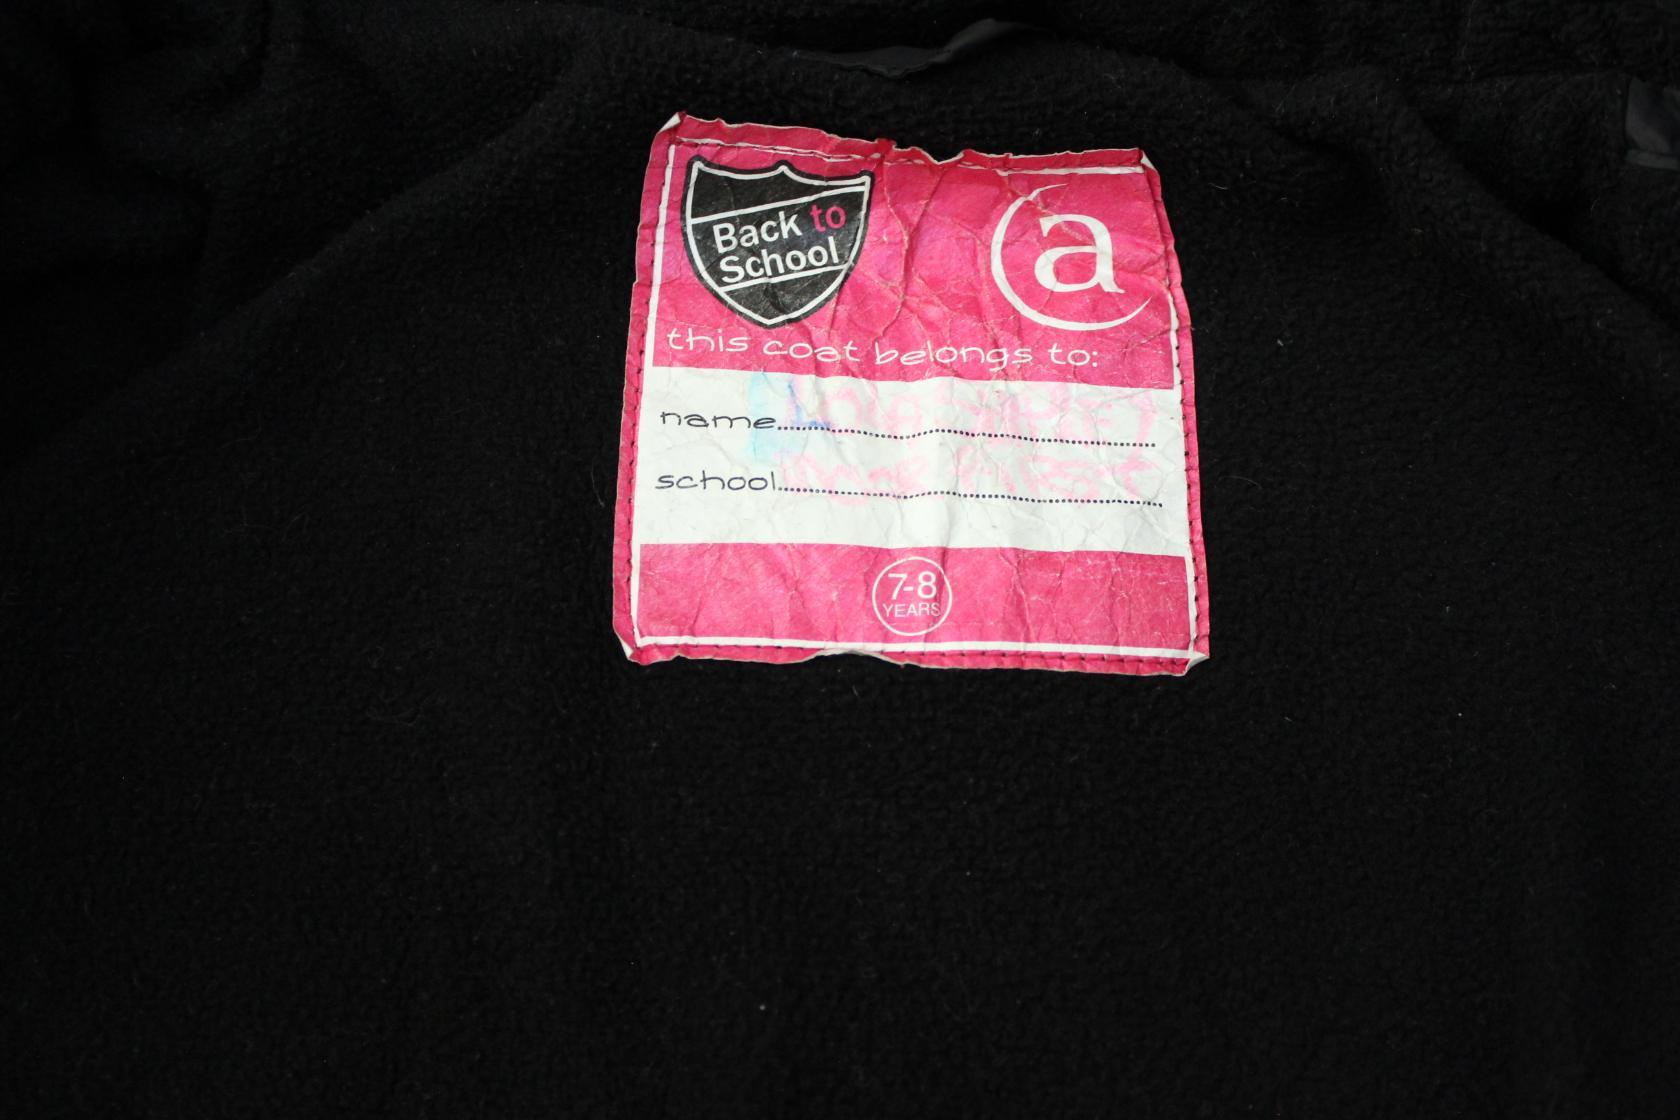 Back to
School
a
this coat belongs to:
name
school
7-8
YEARS